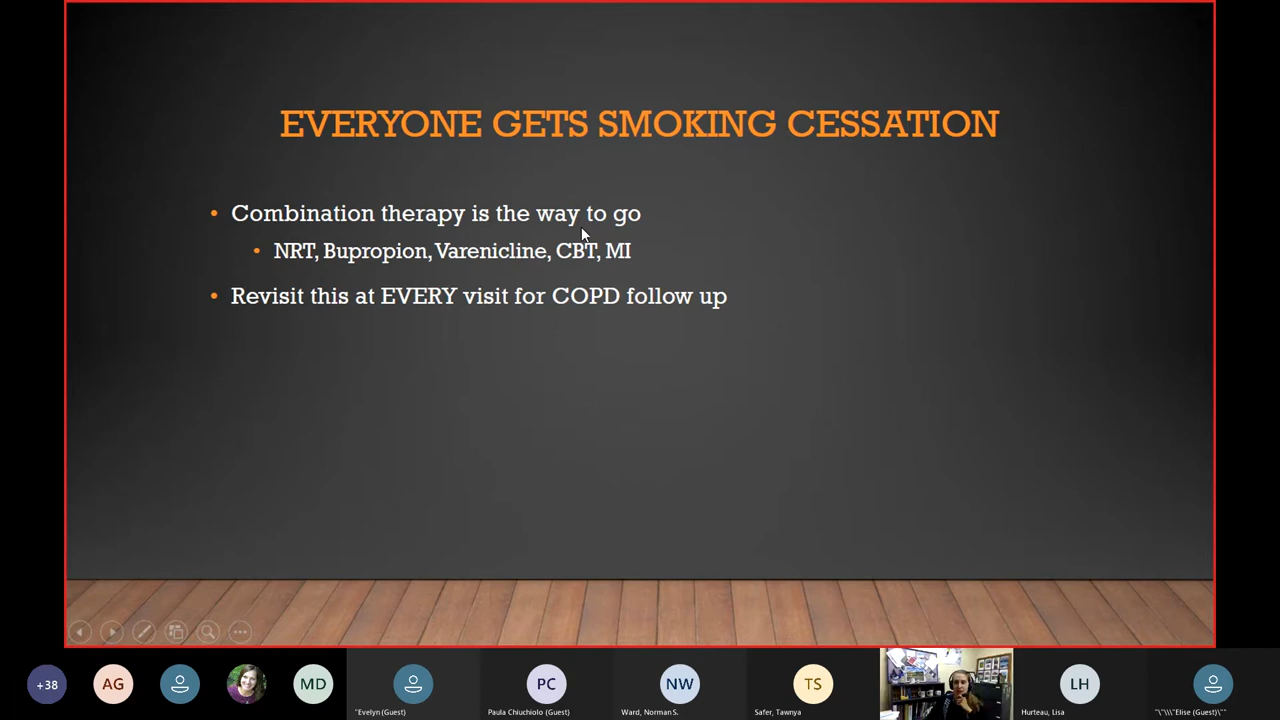 EVERYONE GETS SMOKING CESSATION
• Combination therapy is the way to go
• NRT, Bupropion, Varenicline, CBT, MI
• Revisit this at EVERY visit for COPD follow up
+38
AG
MD
"Evelyn (Guest)
PC
Paula Chiuchiolo (Guest)
NW
Ward, Norman S.
TS
Safer, Tawnya
LH
Hurteau, Lisa
"\"\\\"Elise (Guest)\""